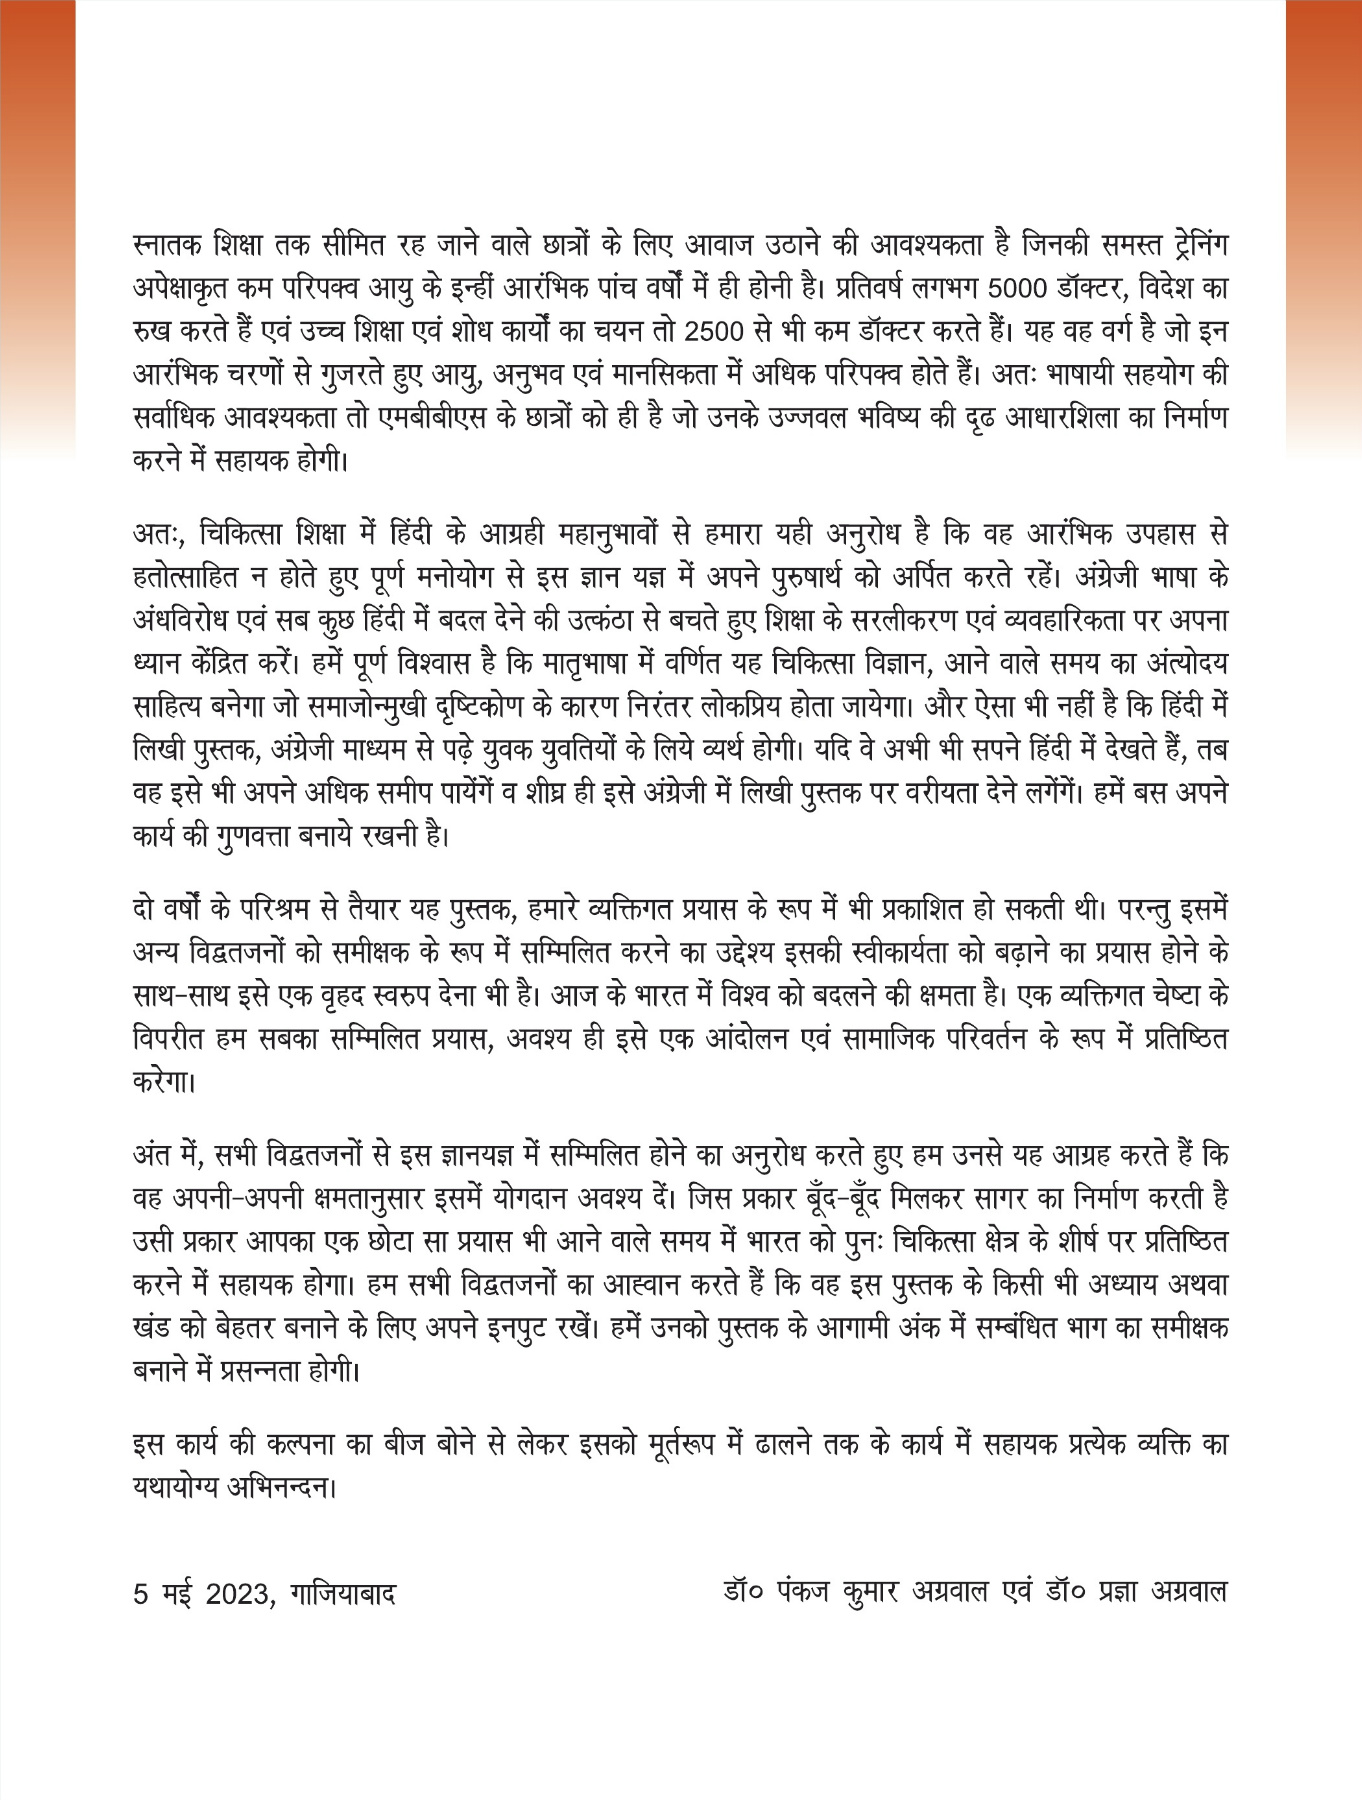 स्नातक शिक्षा तक सीमित रह जाने वाले छात्रों के लिए आवाज उठाने की आवश्यकता है जिनकी समस्त ट्रेनिंग
अपेक्षाकृत कम परिपक्व आयु के इन्हीं आरंभिक पांच वर्षों में ही होनी है। प्रतिवर्ष लगभग 5000 डॉक्टर, विदेश का
रुख करते हैं एवं उच्च शिक्षा एवं शोध कार्यों का चयन तो 2500 से भी कम डॉक्टर करते हैं। यह वह वर्ग है जो इन
आरंभिक चरणों से गुजरते हुए आयु, अनुभव एवं मानसिकता में अधिक परिपक्व होते हैं। अतः भाषायी सहयोग की
सर्वाधिक आवश्यकता तो एमबीबीएस के छात्रों को ही है जो उनके उज्जवल भविष्य की दृढ आधारशिला का निर्माण
करने में सहायक होगी।
अतः, चिकित्सा शिक्षा में हिंदी के आग्रही महानुभावों से हमारा यही अनुरोध है कि वह आरंभिक उपहास से
हतोत्साहित न होते हुए पूर्ण मनोयोग से इस ज्ञान यज्ञ में अपने पुरुषार्थ को अर्पित करते रहें। अंग्रेजी भाषा के
अंधविरोध एवं सब कुछ हिंदी में बदल देने की उत्कंठा से बचते हुए शिक्षा के सरलीकरण एवं व्यवहारिकता पर अपना
ध्यान केंद्रित करें। हमें पूर्ण विश्वास है कि मातृभाषा में वर्णित यह चिकित्सा विज्ञान, आने वाले समय का अंत्योदय
साहित्य बनेगा जो समाजोन्मुखी दृष्टिकोण के कारण निरंतर लोकप्रिय होता जायेगा। और ऐसा भी नहीं है कि हिंदी में
लिखी पुस्तक, अंग्रेजी माध्यम से पढ़े युवक युवतियों के लिये व्यर्थ होगी। यदि वे अभी भी सपने हिंदी में देखते हैं, तब
वह इसे भी अपने अधिक समीप पायेंगें व शीघ्र ही इसे अंग्रेजी में लिखी पुस्तक पर वरीयता देने लगेंगें। हमें बस अपने
कार्य की गुणवत्ता बनाये रखनी है।
दो वर्षों के परिश्रम से तैयार यह पुस्तक, हमारे व्यक्तिगत प्रयास के रूप में भी प्रकाशित हो सकती थी। परन्तु इसमें
अन्य विद्वतजनों को समीक्षक के रूप में सम्मिलित करने का उद्देश्य इसकी स्वीकार्यता को बढ़ाने का प्रयास होने के
साथ-साथ इसे एक वृहद स्वरुप देना भी है। आज के भारत में विश्व को बदलने की क्षमता है। एक व्यक्तिगत चेष्टा के
विपरीत हम सबका सम्मिलित प्रयास, अवश्य ही इसे एक आंदोलन एवं सामाजिक परिवर्तन के रूप में प्रतिष्ठित
करेगा।
अंत में, सभी विद्वतजनों से इस ज्ञानयज्ञ में सम्मिलित होने का अनुरोध करते हुए हम उनसे यह आग्रह करते हैं कि
वह अपनी-अपनी क्षमतानुसार इसमें योगदान अवश्य दें। जिस प्रकार बूँद-बूँद मिलकर सागर का निर्माण करती है
उसी प्रकार आपका एक छोटा सा प्रयास भी आने वाले समय में भारत को पुनः चिकित्सा क्षेत्र के शीर्ष पर प्रतिष्ठित
करने में सहायक होगा। हम सभी विद्वतजनों का आह्वान करते हैं कि वह इस पुस्तक के किसी भी अध्याय अथवा
खंड को बेहतर बनाने के लिए अपने इनपुट रखें। हमें उनको पुस्तक के आगामी अंक में सम्बंधित भाग का समीक्षक
बनाने में प्रसन्नता होगी।
इस कार्य की कल्पना का बीज बोने से लेकर इसको मूर्तरूप में ढालने तक के कार्य में सहायक प्रत्येक व्यक्ति का
यथायोग्य अभिनन्दन।
5 मई 2023, गाजियाबाद डॉ० पंकज कुमार अग्रवाल एवं डॉ० प्रज्ञा अग्रवाल